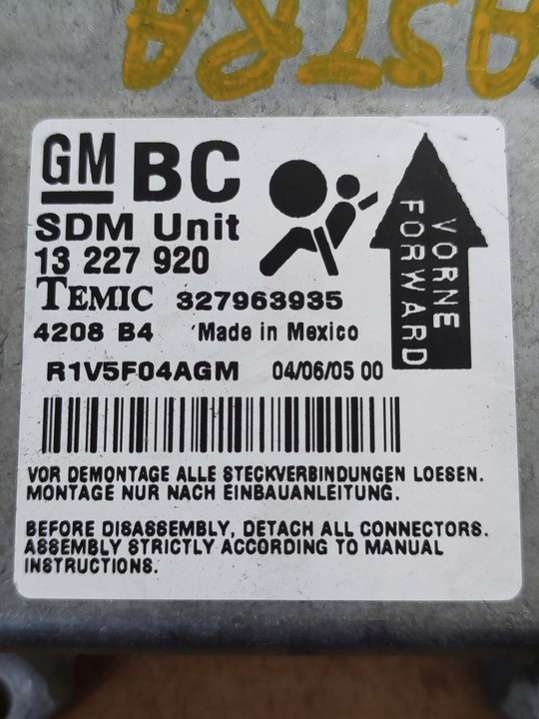 ASTRA
GM BC
SDM Unit
13 227 920
TEMIC 327963935
4208 B4 Made in Mexico
R1V5F04AGM 04/06/05 00
VORNE
FORWARD
VOR DEMONTAGE ALLE STECKVERBINDUNGEN LOESEN.
MONTAGE NUR NACH EINBAUANLEITUNG.
BEFORE DISASSEMBLY, DETACH ALL CONNECTORS.
ASSEMBLY STRICTLY ACCORDING TO MANUAL
INSTRUCTIONS.